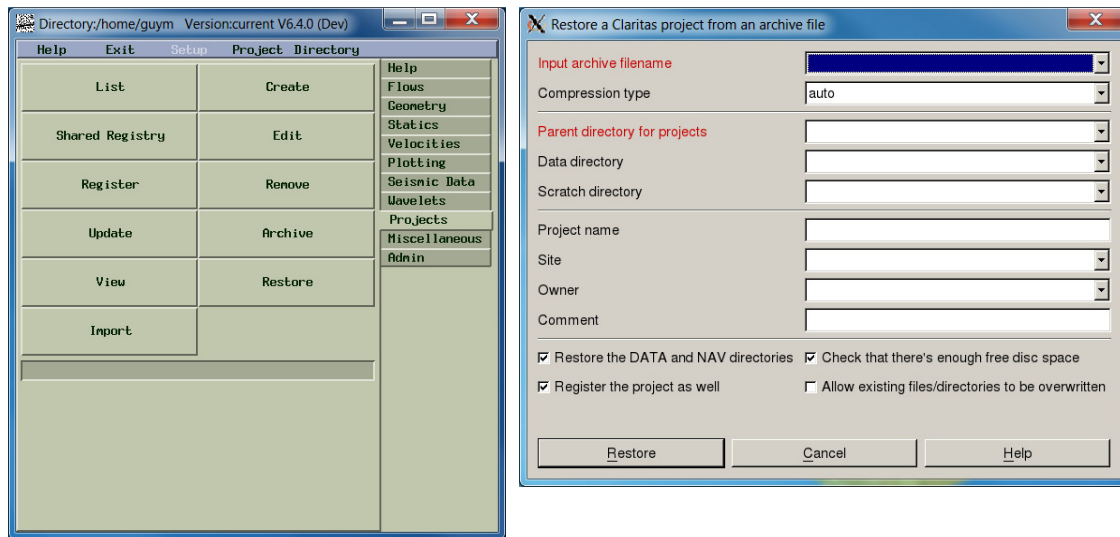 Directory:/home/guym Version:current V6.4.0 (Dev)
Help Exit Setup Project Directory
List Create
Shared Registry Edit
Register Remove
Update Archive
View Restore
Import
Help
Flows
Geometry
Statics
Velocities
Plotting
Seismic Data
Wavelets
Projects
Miscellaneous
Admin
Restore a Claritas project from an archive file
Input archive filename
Compression type auto
Parent directory for projects
Data directory
Scratch directory
Project name
Site
Owner
Comment
Restore the DATA and NAV directories Check that there's enough free disc space
Register the project as well Allow existing files/directories to be overwritten
Restore Cancel Help